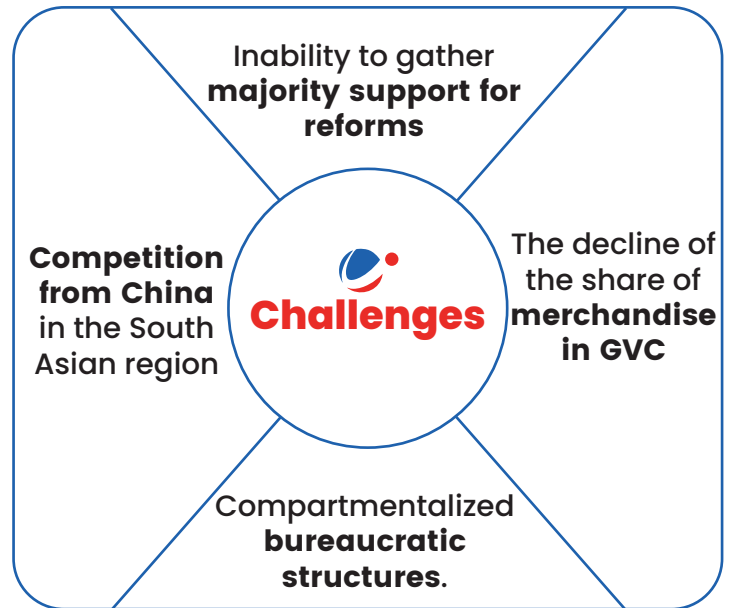 Inability to gather
majority support for
reforms
Competition
from China
in the South
Asian region
Challenges
The decline of
the share of
merchandise
in GVC
Compartmentalized
bureaucratic
structures.